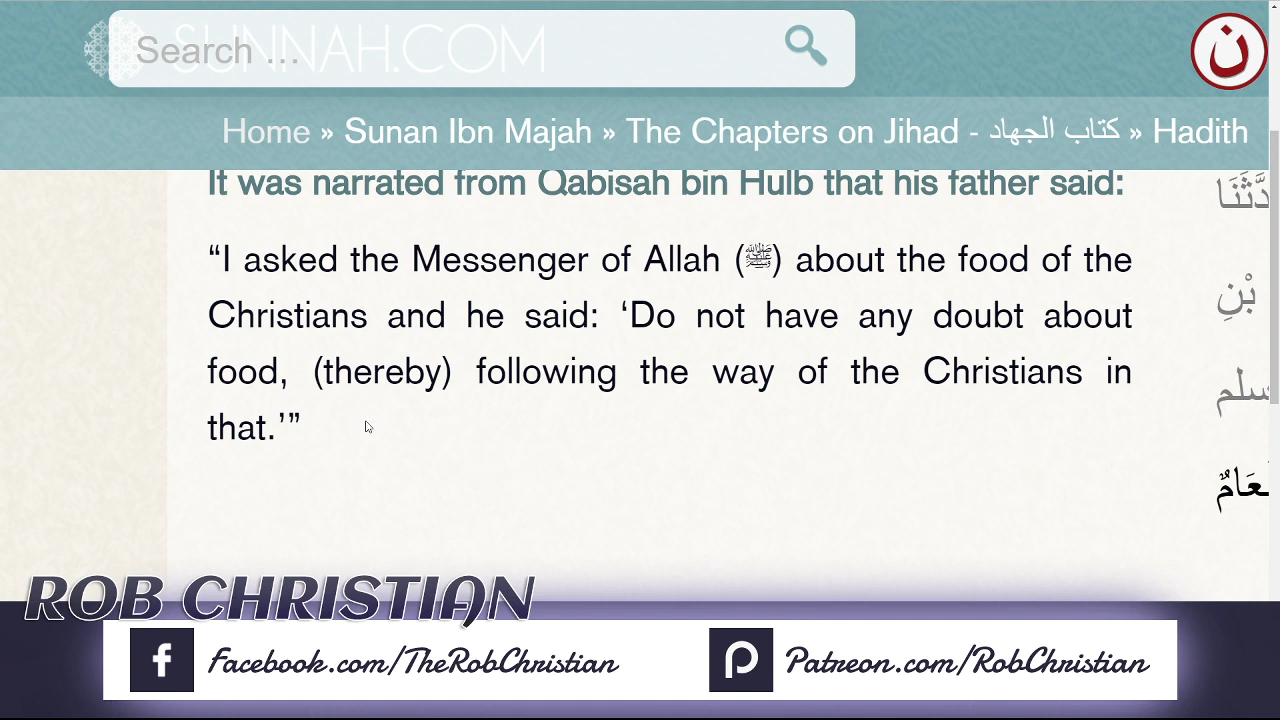 SUNNAH.COM
Search ...
ن
Home » Sunan Ibn Majah » The Chapters on Jihad - كتاب الجهاد » Hadith
It was narrated from Qabisah bin Hulb that his father said:
“I asked the Messenger of Allah (ﷺ) about the food of the
Christians and he said: ‘Do not have any doubt about
food, (thereby) following the way of the Christians in
that.’”
ROB CHRISTIAN
Facebook.com/TheRobChristian
Patreon.com/RobChristian